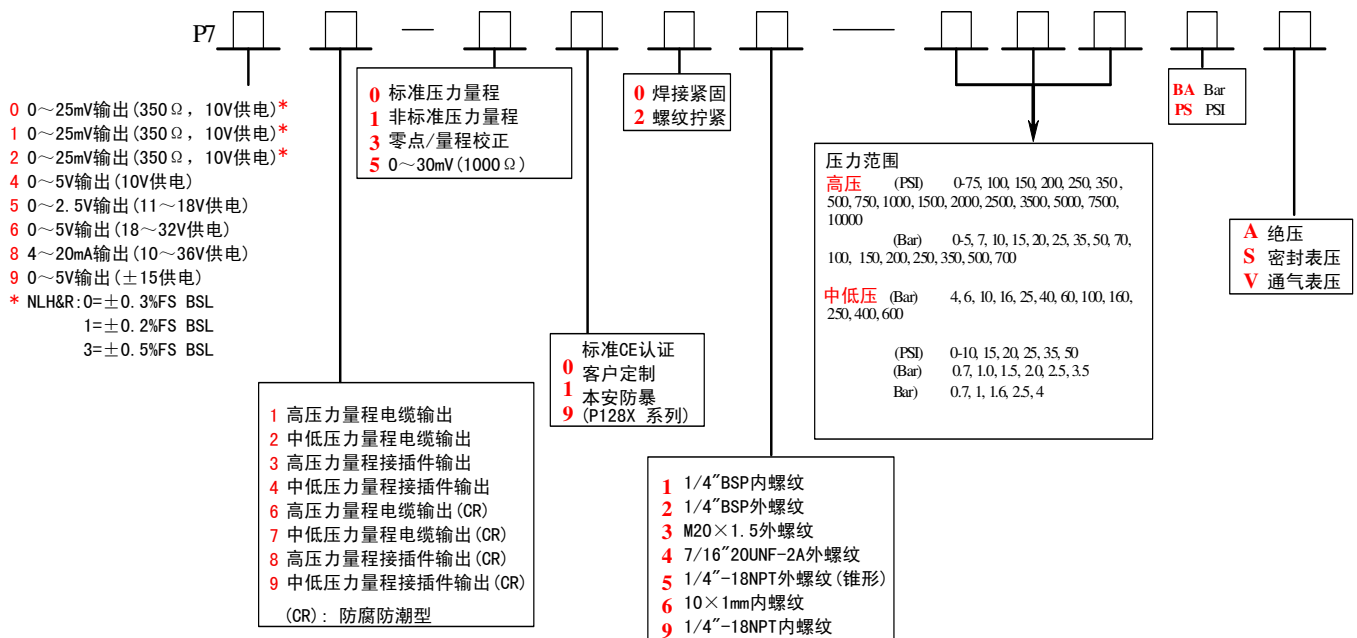 P7
0 0～25mV输出(350Ω，10V供电)*
1 0～25mV输出(350Ω，10V供电)*
2 0～25mV输出(350Ω，10V供电)*
4 0～5V输出(10V供电)
5 0～2.5V输出(11～18V供电)
6 0～5V输出(18～32V供电)
8 4～20mA输出(10～36V供电)
9 0～5V输出(±15供电)
* NLH&R:0=±0.3%FS BSL
1=±0.2%FS BSL
3=±0.5%FS BSL
1 高压力量程电缆输出
2 中低压力量程电缆输出
3 高压力量程接插件输出
4 中低压力量程接插件输出
6 高压力量程电缆输出(CR)
7 中低压力量程电缆输出(CR)
8 高压力量程接插件输出(CR)
9 中低压力量程接插件输出(CR)
(CR): 防腐防潮型
0 标准压力量程
1 非标准压力量程
3 零点/量程校正
5 0～30mV(1000Ω)
标准CE认证
0 客户定制
1 本安防暴
9 (P128X 系列)
0 焊接紧固
2 螺纹拧紧
1 1/4"BSP内螺纹
2 1/4"BSP外螺纹
3 M20×1.5外螺纹
4 7/16"20UNF-2A外螺纹
5 1/4"-18NPT外螺纹(锥形)
6 10×1mm内螺纹
9 1/4"-18NPT内螺纹
压力范围
高压 (PSI) 0-75, 100, 150, 200, 250, 350,
500, 750, 1000, 1500, 2000, 2500, 3500, 5000, 7500,
10000
(Bar) 0-5, 7, 10, 15, 20, 25, 35, 50, 70,
100, 150, 200, 250, 350, 500, 700
中低压 (Bar) 4, 6, 10, 16, 25, 40, 60, 100, 160,
250, 400, 600
(PSI) 0-10, 15, 20, 25, 35, 50
(Bar) 0.7, 1.0, 1.5, 2.0, 2.5, 3.5
Bar) 0.7, 1, 1.6, 2.5, 4
BA Bar
PS PSI
A 绝压
S 密封表压
V 通气表压